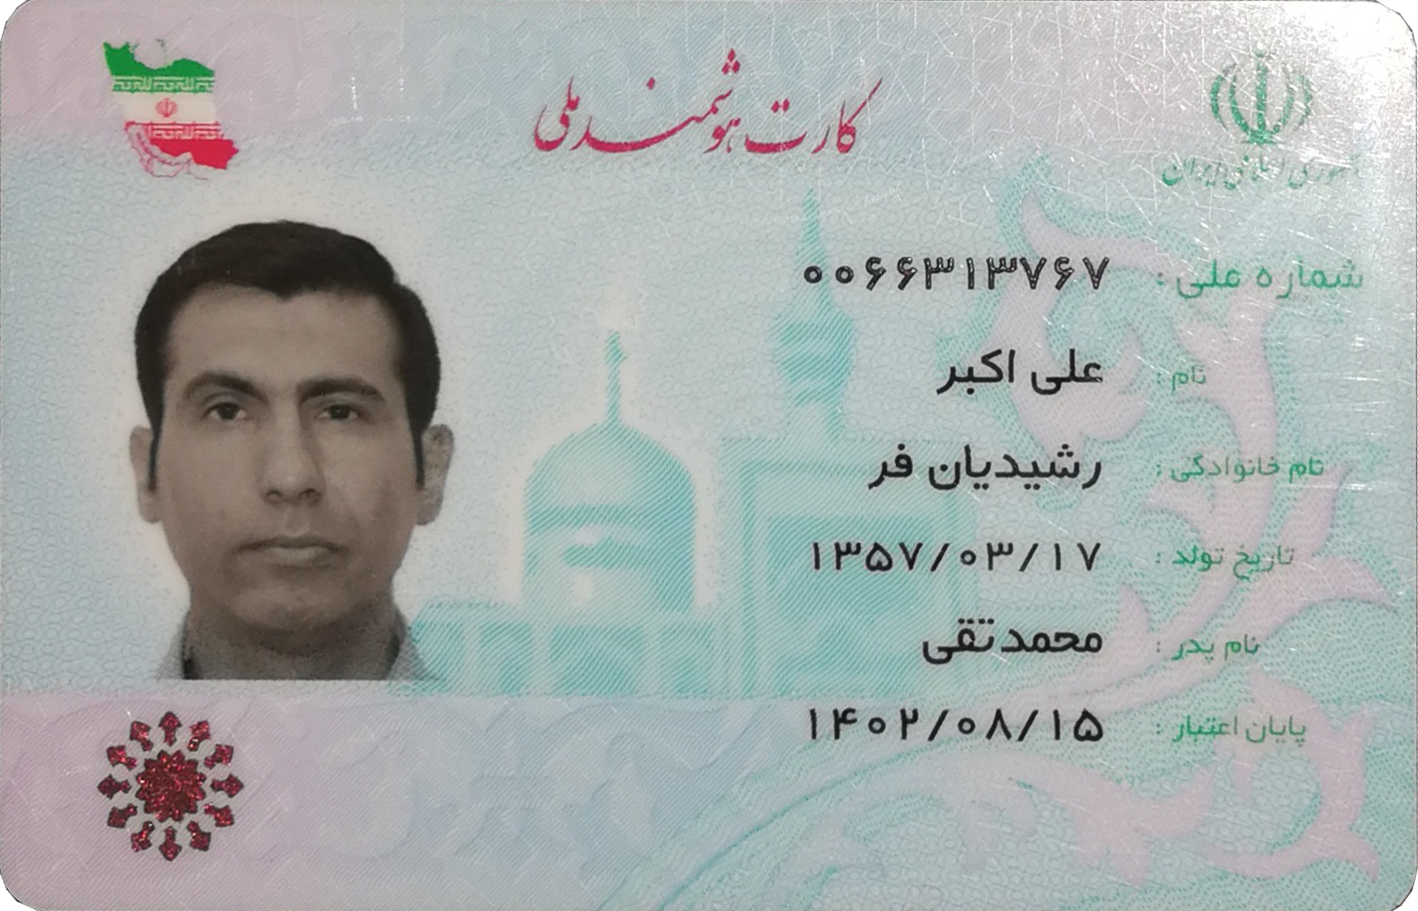 کارت هوشمند ملی
جمهوری اسلامی ایران
شماره ملی : ۰۰۶۶۳۱۳۷۶۷
نام : علی اکبر
نام خانوادگی : رشیدیان فر
تاریخ تولد : ۱۳۵۷/۰۳/۱۷
نام پدر : محمدتقی
پایان اعتبار : ۱۴۰۲/۰۸/۱۵